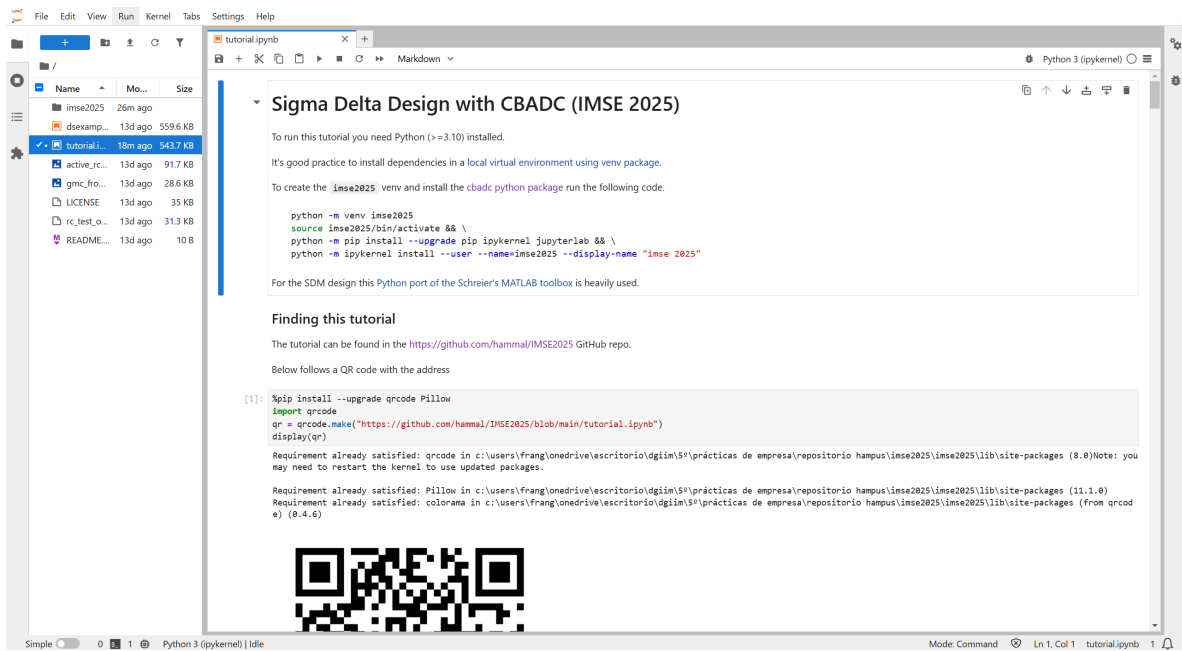 File Edit View Run Kernel Tabs Settings Help
tutorial.ipynb
Markdown
Python 3 (ipykernel)
/
Name Mo... Size
imse2025 26m ago
dsexamp... 13d ago 559.6 KB
tutorial.i... 18m ago 543.7 KB
active_rc... 13d ago 91.7 KB
gmc_fro... 13d ago 28.6 KB
LICENSE 13d ago 35 KB
rc_test_o... 13d ago 31.3 KB
README.... 13d ago 10 B
Sigma Delta Design with CBADC (IMSE 2025)
To run this tutorial you need Python (>=3.10) installed.
It's good practice to install dependencies in a local virtual environment using venv package.
To create the imse2025 venv and install the cbadc python package run the following code.
python -m venv imse2025
source imse2025/bin/activate && \
python -m pip install --upgrade pip ipykernel jupyterlab && \
python -m ipykernel install --user --name=imse2025 --display-name "imse 2025"
For the SDM design this Python port of the Schreier's MATLAB toolbox is heavily used.
Finding this tutorial
The tutorial can be found in the https://github.com/hammal/IMSE2025 GitHub repo.
Below follows a QR code with the address
[1]: %pip install --upgrade qrcode Pillow
import qrcode
qr = qrcode.make("https://github.com/hammal/IMSE2025/blob/main/tutorial.ipynb")
display(qr)
Requirement already satisfied: qrcode in c:\users\frang\onedrive\escritorio\dgiim\5º\prácticas de empresa\repositorio hampus\imse2025\imse2025\lib\site-packages (8.0)Note: you
may need to restart the kernel to use updated packages.
Requirement already satisfied: Pillow in c:\users\frang\onedrive\escritorio\dgiim\5º\prácticas de empresa\repositorio hampus\imse2025\imse2025\lib\site-packages (11.1.0)
Requirement already satisfied: colorama in c:\users\frang\onedrive\escritorio\dgiim\5º\prácticas de empresa\repositorio hampus\imse2025\imse2025\lib\site-packages (from qrcod
e) (0.4.6)
Simple 0 1 Python 3 (ipykernel) | Idle Mode: Command Ln 1, Col 1 tutorial.ipynb 1